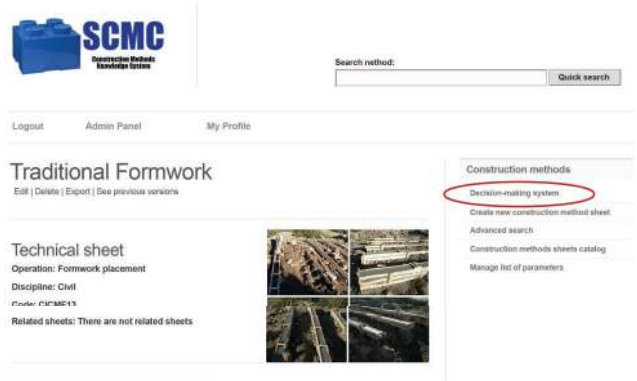 SCMC
Construction Methods
Knowledge System
Search nethod:
Quick search
Logout Admin Panel My Profile
Traditional Formwork
Edit | Delete | Export | See previous versions
Construction methods
Decision-making system
Create new construction method sheet
Advanced search
Construction methods sheets catalog
Manage list of parameters
Technical sheet
Operation: Formwork placement
Discipline: Civil
Code: CICMF13
Related sheets: There are not related sheets